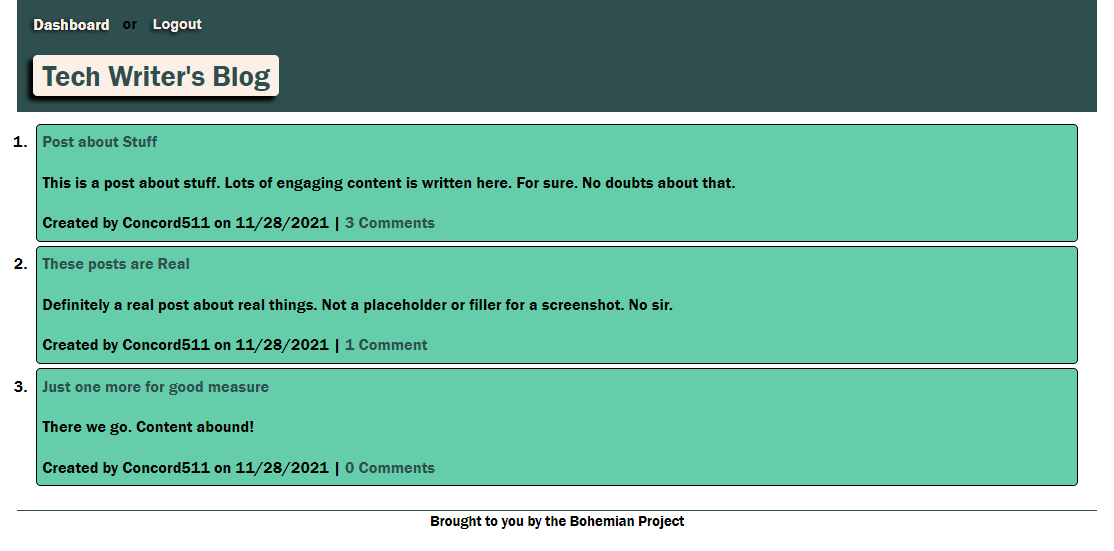 Dashboard or Logout
Tech Writer's Blog
1. Post about Stuff
This is a post about stuff. Lots of engaging content is written here. For sure. No doubts about that.
Created by Concord511 on 11/28/2021 | 3 Comments
2. These posts are Real
Definitely a real post about real things. Not a placeholder or filler for a screenshot. No sir.
Created by Concord511 on 11/28/2021 | 1 Comment
3. Just one more for good measure
There we go. Content abound!
Created by Concord511 on 11/28/2021 | 0 Comments
Brought to you by the Bohemian Project